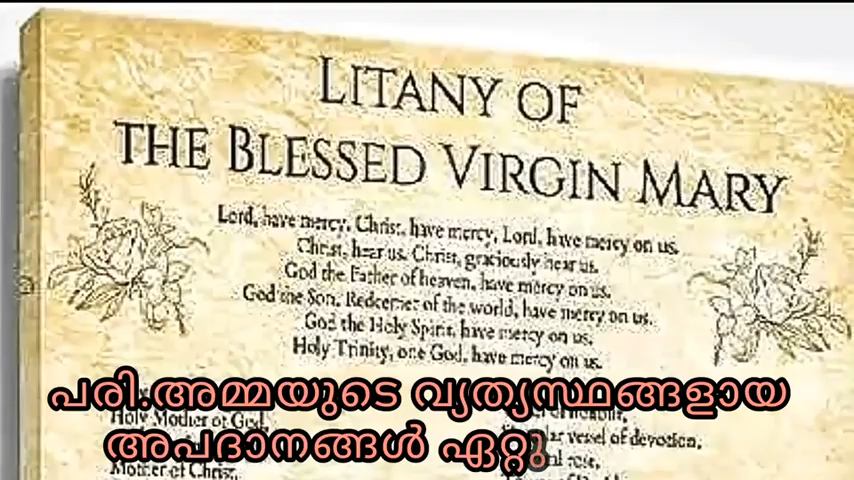 LITANY OF
THE BLESSED VIRGIN MARY
Lord, have mercy. Christ, have mercy. Lord, have mercy on us.
Christ, hear us. Christ, graciously hear us.
God the Father of heaven, have mercy on us.
God the Son, Redeemer of the world, have mercy on us.
God the Holy Spirit, have mercy on us.
Holy Trinity, one God, have mercy on us.
പരി.അമ്മയുടെ വ്യത്യസ്ഥങ്ങളായ
Holy Mother of God,
vessel of devotion,
അപദാനങ്ങൾ ഏറ്റു
rose,
Mother of Christ,